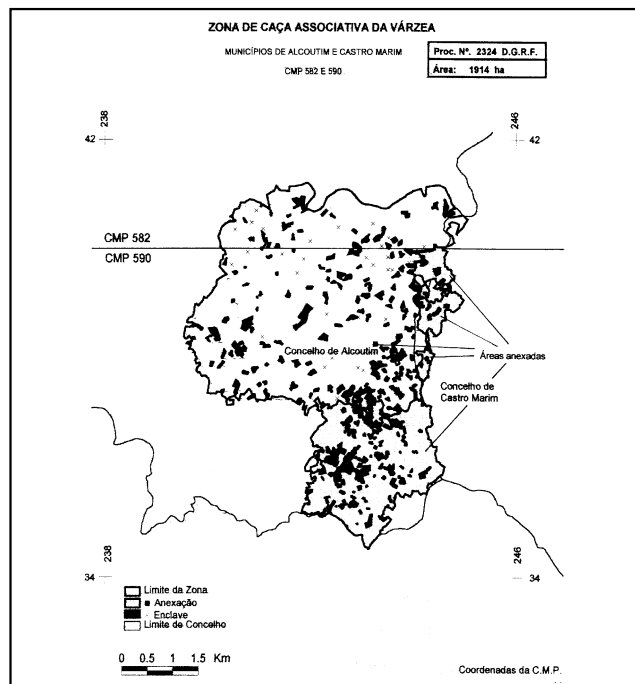 ZONA DE CAÇA ASSOCIATIVA DA VÁRZEA
MUNICÍPIOS DE ALCOUTIM E CASTRO MARIM
CMP 582 E 590
Proc. Nº. 2324 D.G.R.F.
Área: 1914 ha
238
246
42
42
CMP 582
CMP 590
Concelho de Alcoutim
Áreas anexadas
Concelho de
Castro Marim
238
246
34
34
Limite da Zona
Anexação
Enclave
Limite de Concelho
0 0.5 1 1.5 Km
Coordenadas da C.M.P.